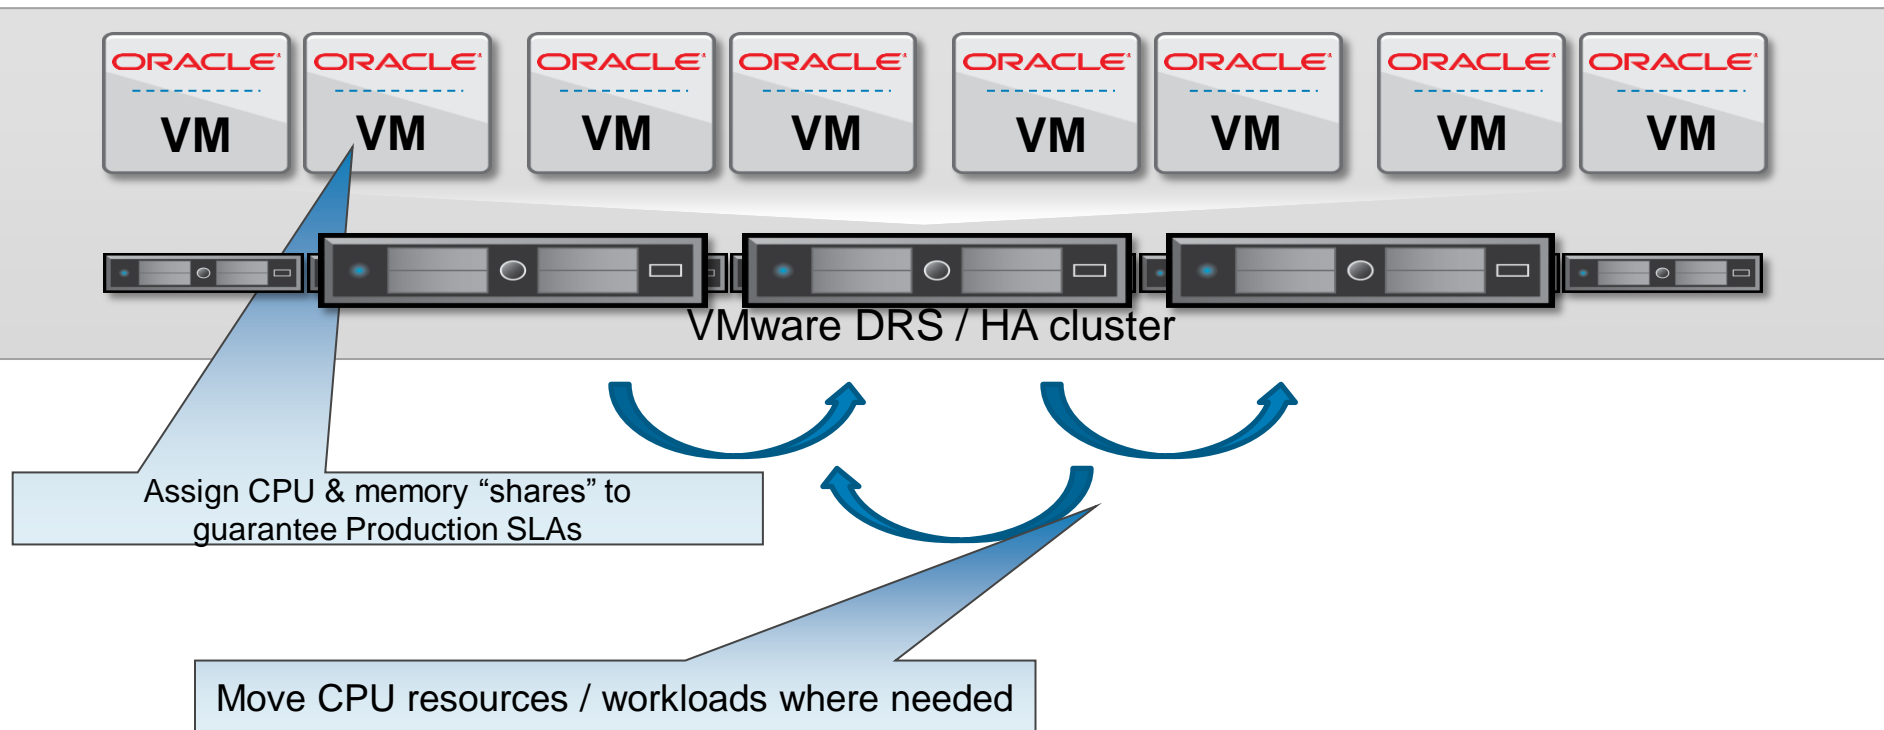 ORACLE ORACLE ORACLE ORACLE ORACLE ORACLE ORACLE ORACLE
VM VM VM VM VM VM VM VM
VMware DRS / HA cluster
Assign CPU & memory “shares” to
guarantee Production SLAs
Move CPU resources / workloads where needed